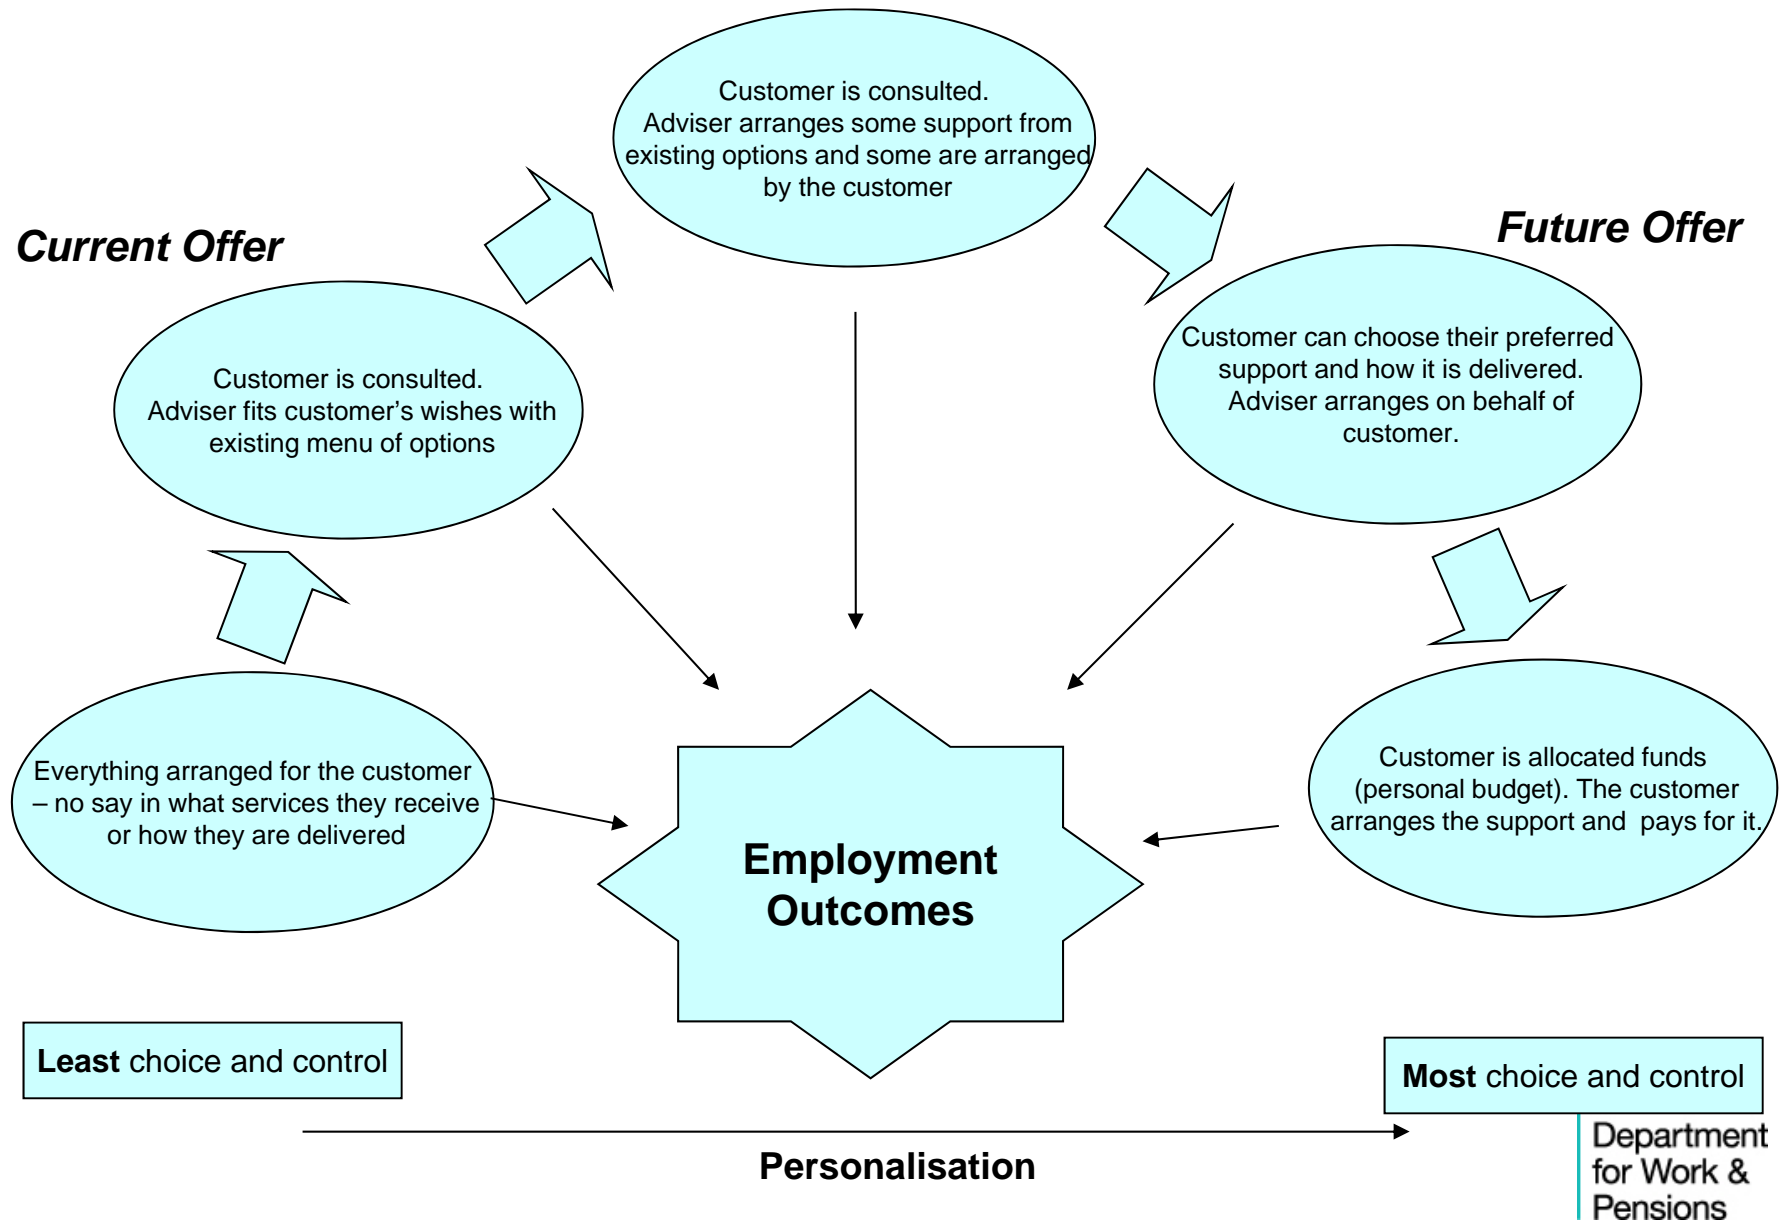 Customer is consulted.
Adviser arranges some support from
existing options and some are arranged
by the customer
Current Offer
Future Offer
Customer is consulted.
Adviser fits customer’s wishes with
existing menu of options
Customer can choose their preferred
support and how it is delivered.
Adviser arranges on behalf of
customer.
Everything arranged for the customer
– no say in what services they receive
or how they are delivered
Employment
Outcomes
Customer is allocated funds
(personal budget). The customer
arranges the support and pays for it.
Least choice and control
Most choice and control
Personalisation
Department
for Work &
Pensions